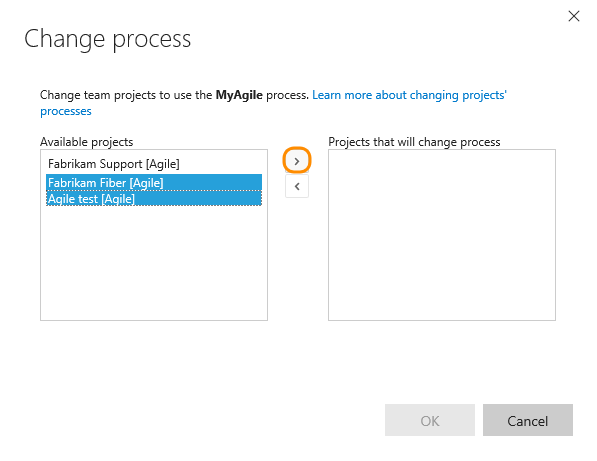 Change process
Change team projects to use the MyAgile process. Learn more about changing projects'
processes
Available projects
Projects that will change process
Fabrikam Support [Agile]
Fabrikam Fiber [Agile]
Agile test [Agile]
OK
Cancel